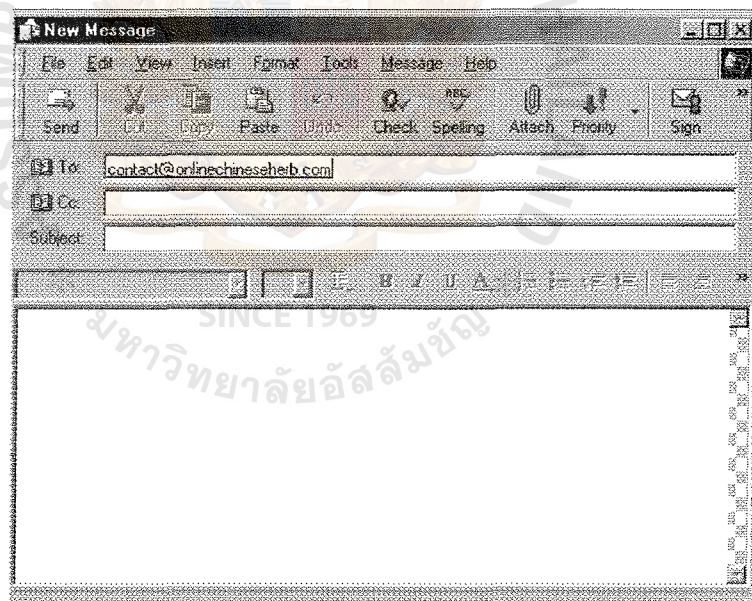 New Message
File Edit View Insert Format Tools Message Help
Send Cut Copy Paste Undo Check Spelling Attach Priority Sign
To: contact@onlinechineseherb.com
Cc:
Subject:
B I U A
SINCE 1969
มหาวิทยาลัยอัสสัมชัญ